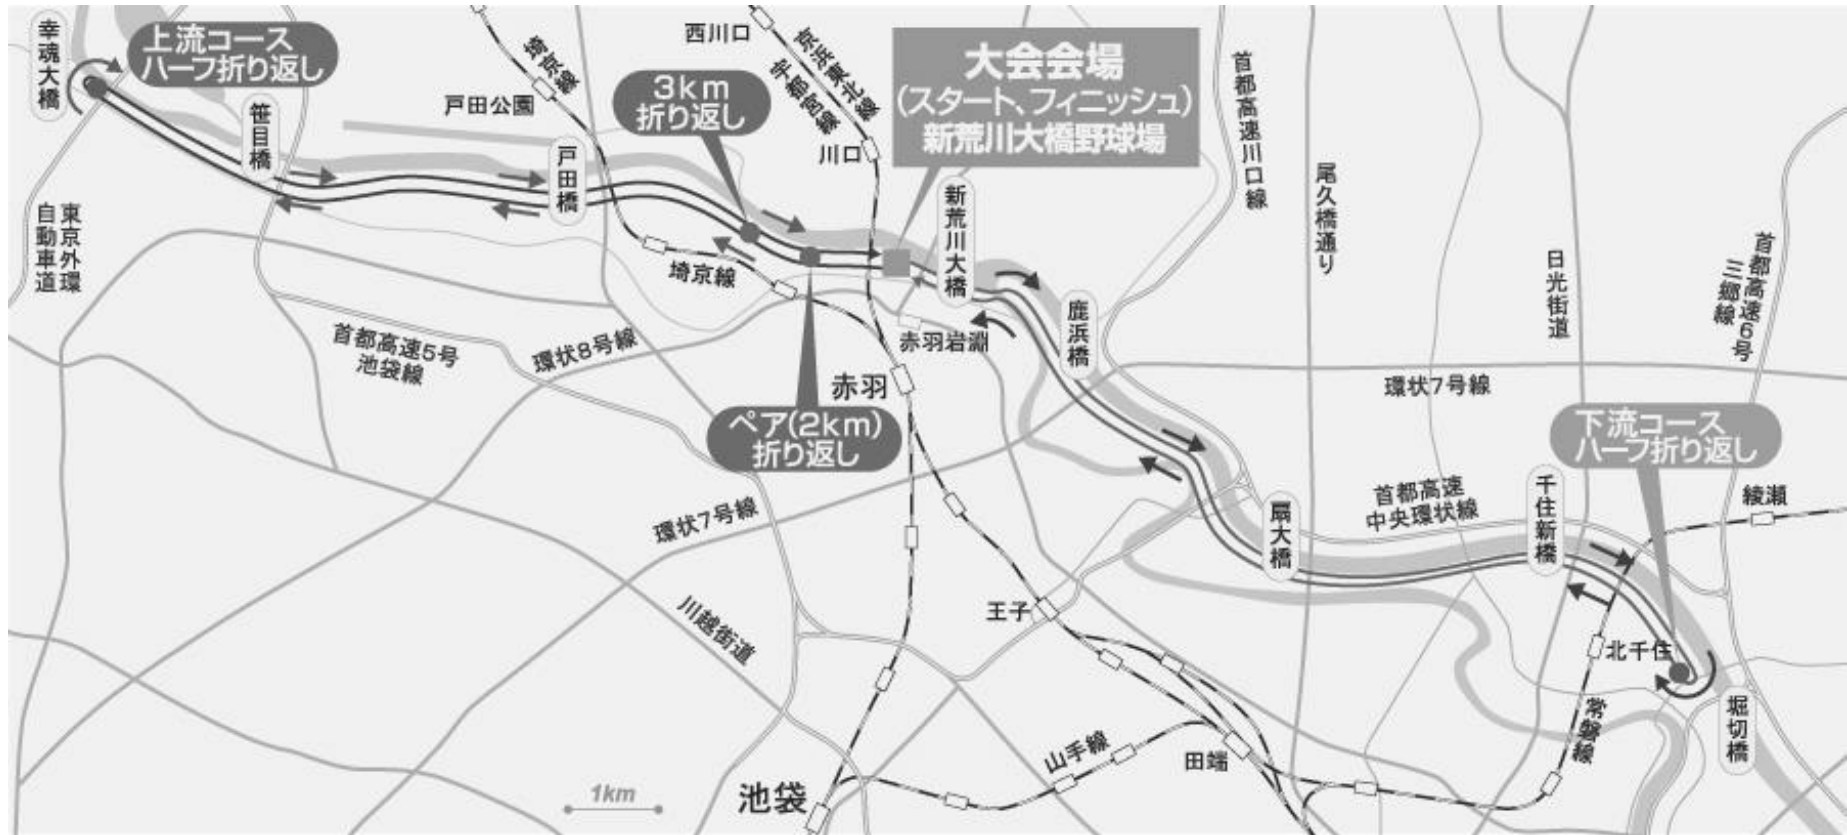 幸魂大橋
上流コース
ハーフ折り返し
笹目橋
戸田公園
埼京線
戸田橋
3km
折り返し
西川口
京浜東北線
宇都宮線
川口
大会会場
(スタート、フィニッシュ)
新荒川大橋野球場
新荒川大橋
首都高速川口線
尾久橋通り
日光街道
首都高速6号
三郷線
東京外環
自動車道
埼京線
首都高速5号
池袋線
環状8号線
赤羽岩淵
赤羽
鹿浜橋
環状7号線
ペア(2km)
折り返し
下流コース
ハーフ折り返し
環状7号線
扇大橋
首都高速
中央環状線
千住新橋
綾瀬
川越街道
王子
北千住
堀切橋
常磐線
山手線
田端
池袋
1km